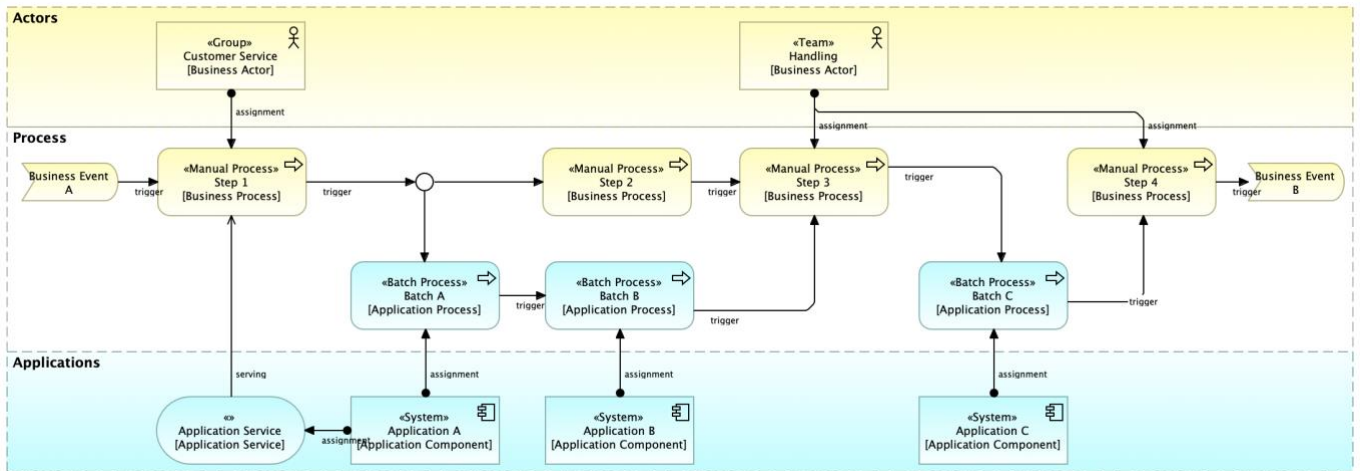 Actors
«Group»
Customer Service
[Business Actor]
«Team»
Handling
[Business Actor]
assignment
assignment
assignment
Process
Business Event
A
trigger
«Manual Process»
Step 1
[Business Process]
trigger
«Manual Process»
Step 2
[Business Process]
trigger
«Manual Process»
Step 3
[Business Process]
trigger
«Manual Process»
Step 4
[Business Process]
trigger
Business Event
B
«Batch Process»
Batch A
[Application Process]
trigger
«Batch Process»
Batch B
[Application Process]
trigger
«Batch Process»
Batch C
[Application Process]
trigger
Applications
serving
assignment
assignment
assignment
«»
Application Service
[Application Service]
assignment
«System»
Application A
[Application Component]
«System»
Application B
[Application Component]
«System»
Application C
[Application Component]